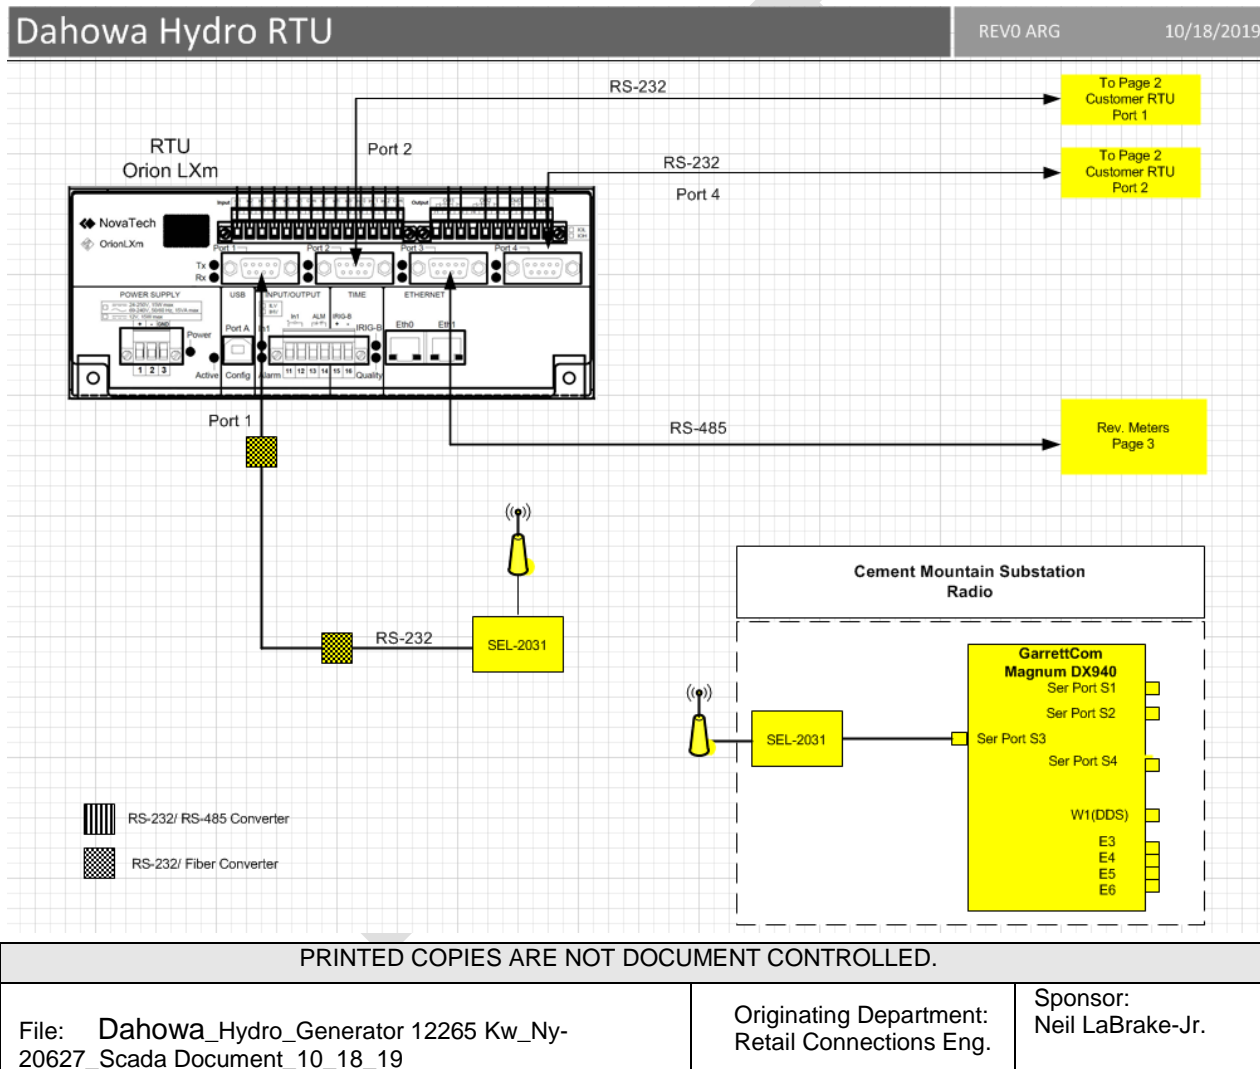 Dahowa Hydro RTU
REV0 ARG
10/18/2019
RS-232
To Page 2
Customer RTU
Port 1
RTU
Orion LXm
Port 2
RS-232
To Page 2
Customer RTU
Port 2
Port 4
NovaTech
OrionLXm
Input
Output
Port 1
Port 2
Port 3
Port 4
Tx
Rx
POWER SUPPLY
USB
INPUT/OUTPUT
TIME
ETHERNET
+ - GND
Power
Port A
In1
In1
ALM
IRIG-B
+ -
IRIG-B
Eth0
Eth1
1 2 3
Active
Config
Alarm
11 12 13 14 15 16
Quality
Port 1
RS-485
Rev. Meters
Page 3
RS-232
SEL-2031
Cement Mountain Substation
Radio
GarrettCom
Magnum DX940
Ser Port S1
Ser Port S2
SEL-2031
Ser Port S3
Ser Port S4
W1(DDS)
E3
E4
E5
E6
RS-232/ RS-485 Converter
RS-232/ Fiber Converter
PRINTED COPIES ARE NOT DOCUMENT CONTROLLED.
File: Dahowa_Hydro_Generator 12265 Kw_Ny-
20627_Scada Document_10_18_19
Originating Department:
Retail Connections Eng.
Sponsor:
Neil LaBrake-Jr.